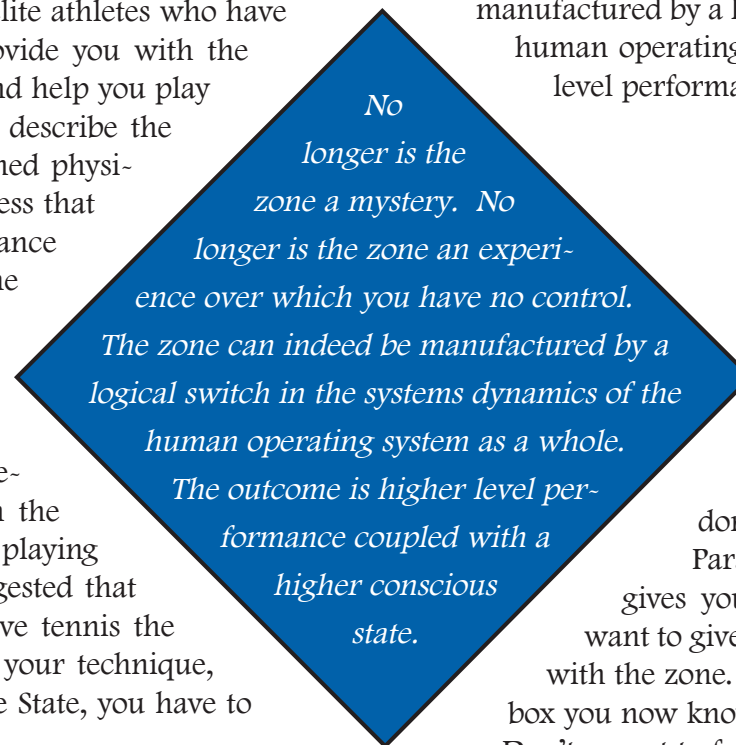 lite athletes who have
ovide you with the
nd help you play
describe the
ned physi-
ess that
ance
ne
e-
n the
playing
gested that
ve tennis the
your technique,
e State, you have to
No
longer is the
zone a mystery. No
longer is the zone an experi-
ence over which you have no control.
The zone can indeed be manufactured by a
logical switch in the systems dynamics of the
human operating system as a whole.
The outcome is higher level per-
formance coupled with a
higher conscious
state.
manufactured by a
human operating
level performa
don
Par
gives you
want to give
with the zone.
box you now kno